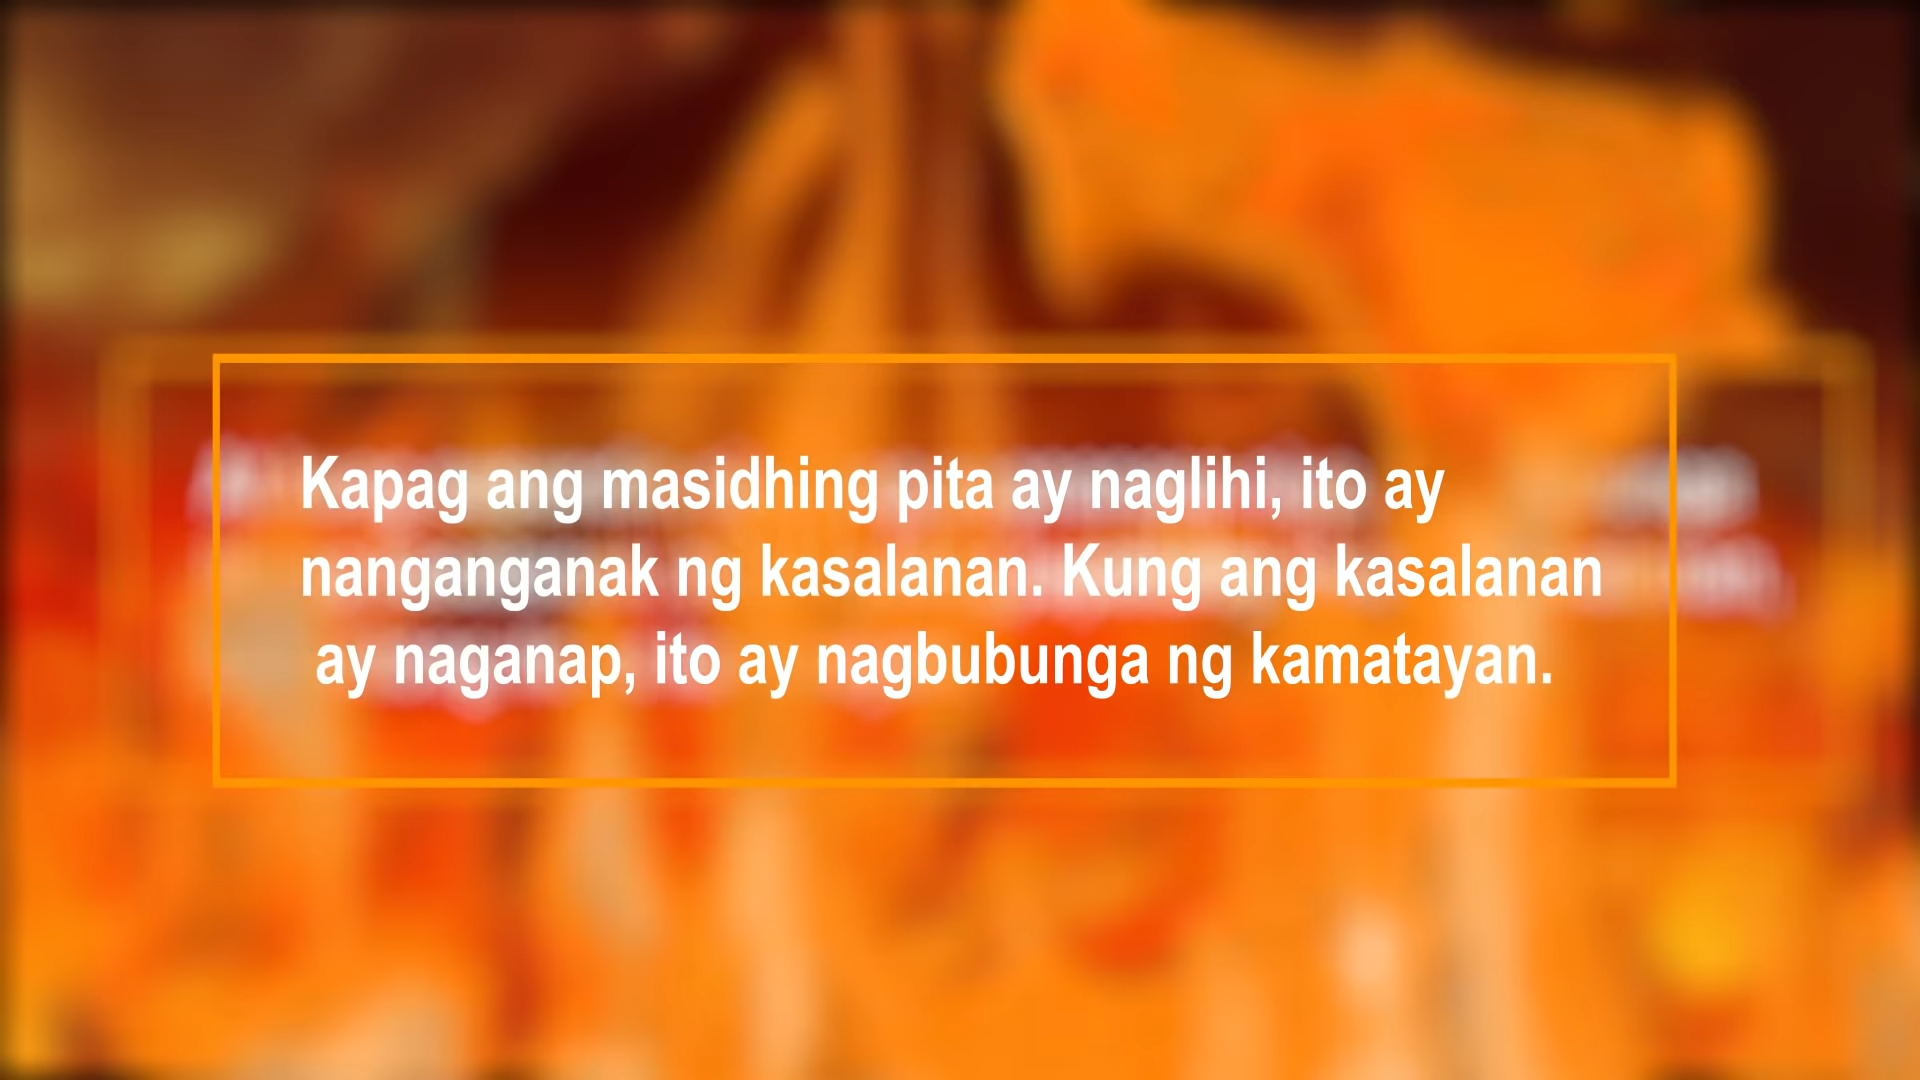 Kapag ang masidhing pita ay naglihi, ito ay
nanganganak ng kasalanan. Kung ang kasalanan
ay naganap, ito ay nagbubunga ng kamatayan.